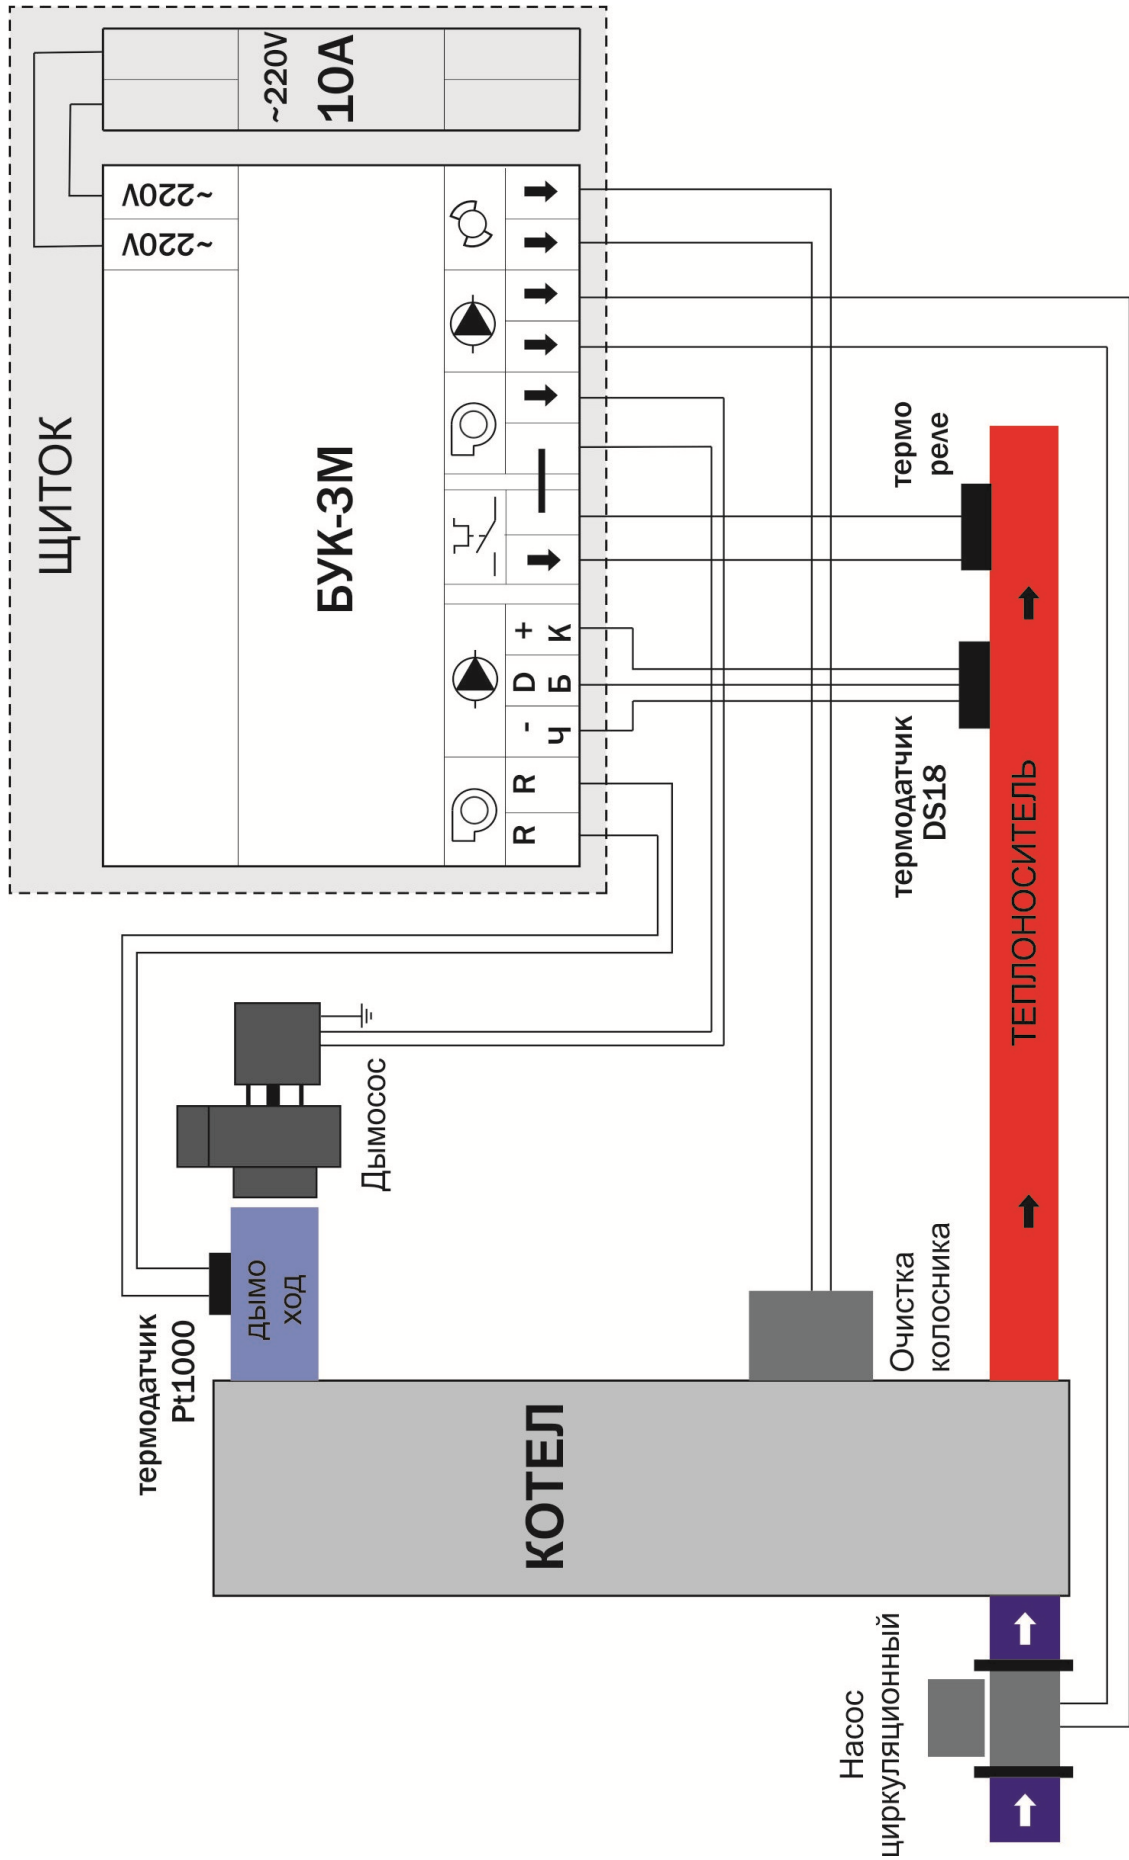 ЩИТОК
~220V
10A
~220V
~220V
БУК-3М
R
R
-
D
+
Ч
Б
К
термодатчик
Pt1000
дымо
ход
Дымосос
КОТЕЛ
Очистка
колосника
Насос
циркуляционный
ТЕПЛОНОСИТЕЛЬ
термодатчик
DS18
термо
реле